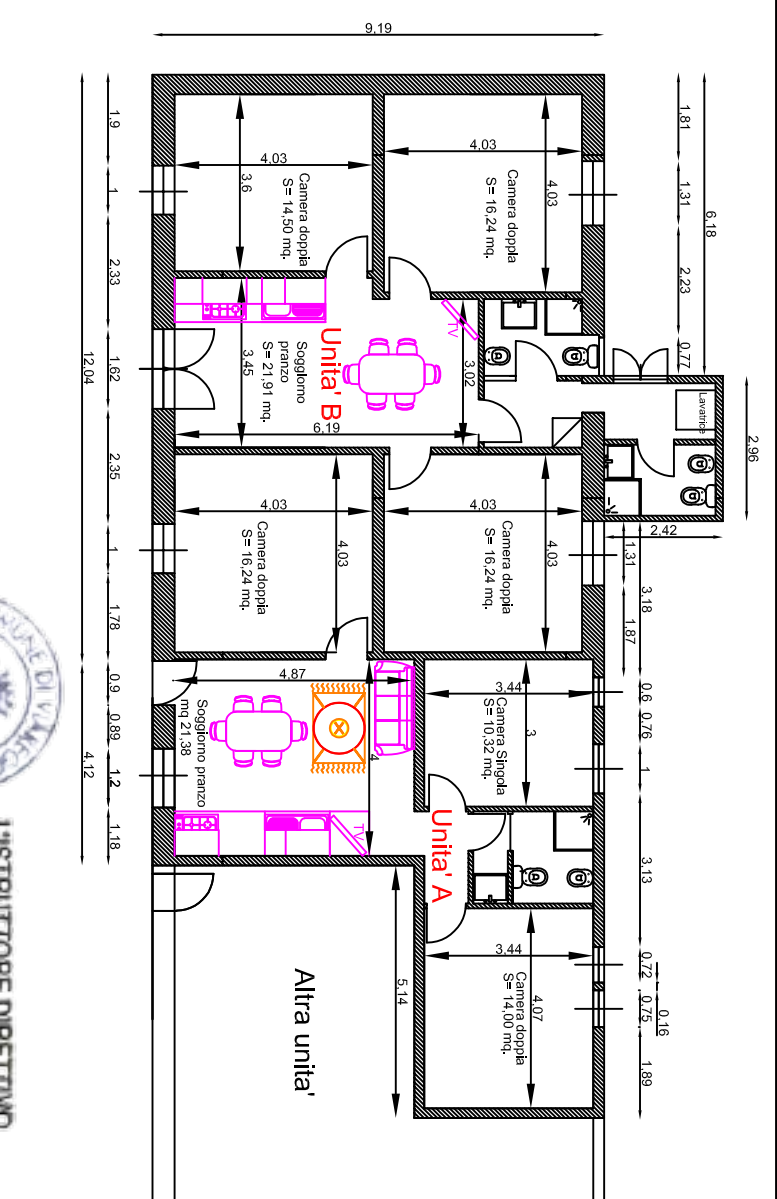 9,19
12,04
1,9
1
2,33
1,62
2,35
1
1,78
4,12
0,9
0,89
1,2
1,18
6,18
1,81
1,31
2,23
0,77
2,96
2,42
3,18
1,31
1,87
0,6
0,76
1
3,13
0,72
0,16
0,75
1,89
Camera doppia
S= 14,50 mq.
4,03
3,6
Camera doppia
S= 16,24 mq.
4,03
4,03
Unita' B
Soggiorno
pranzo
S= 21,91 mq.
3,45
6,19
3,02
TV
Lavatrice
Camera doppia
S= 16,24 mq.
4,03
4,03
Camera doppia
S= 16,24 mq.
4,03
4,03
4,87
4
Soggiorno pranzo
mq 21,38
TV
Unita' A
Camera Singola
S= 10,32 mq.
3,44
3
Camera doppia
S= 14,00 mq.
3,44
4,07
5,14
Altra unita'
L'ISTRUTTORE DIRETTIVO